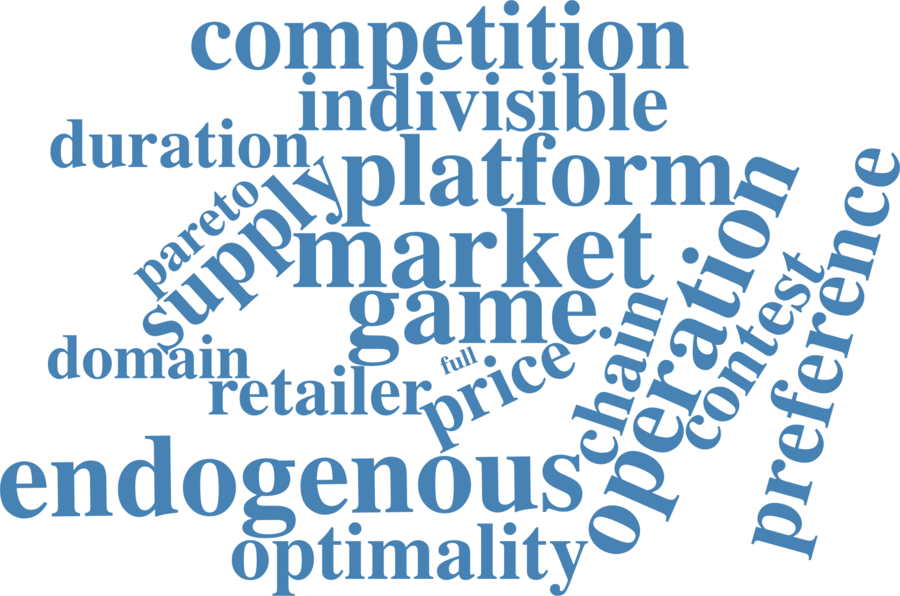 competition
indivisible
duration
platform
pareto
supply
market
operation
preference
game
contest
chain
domain
full
price
retailer
endogenous
optimality